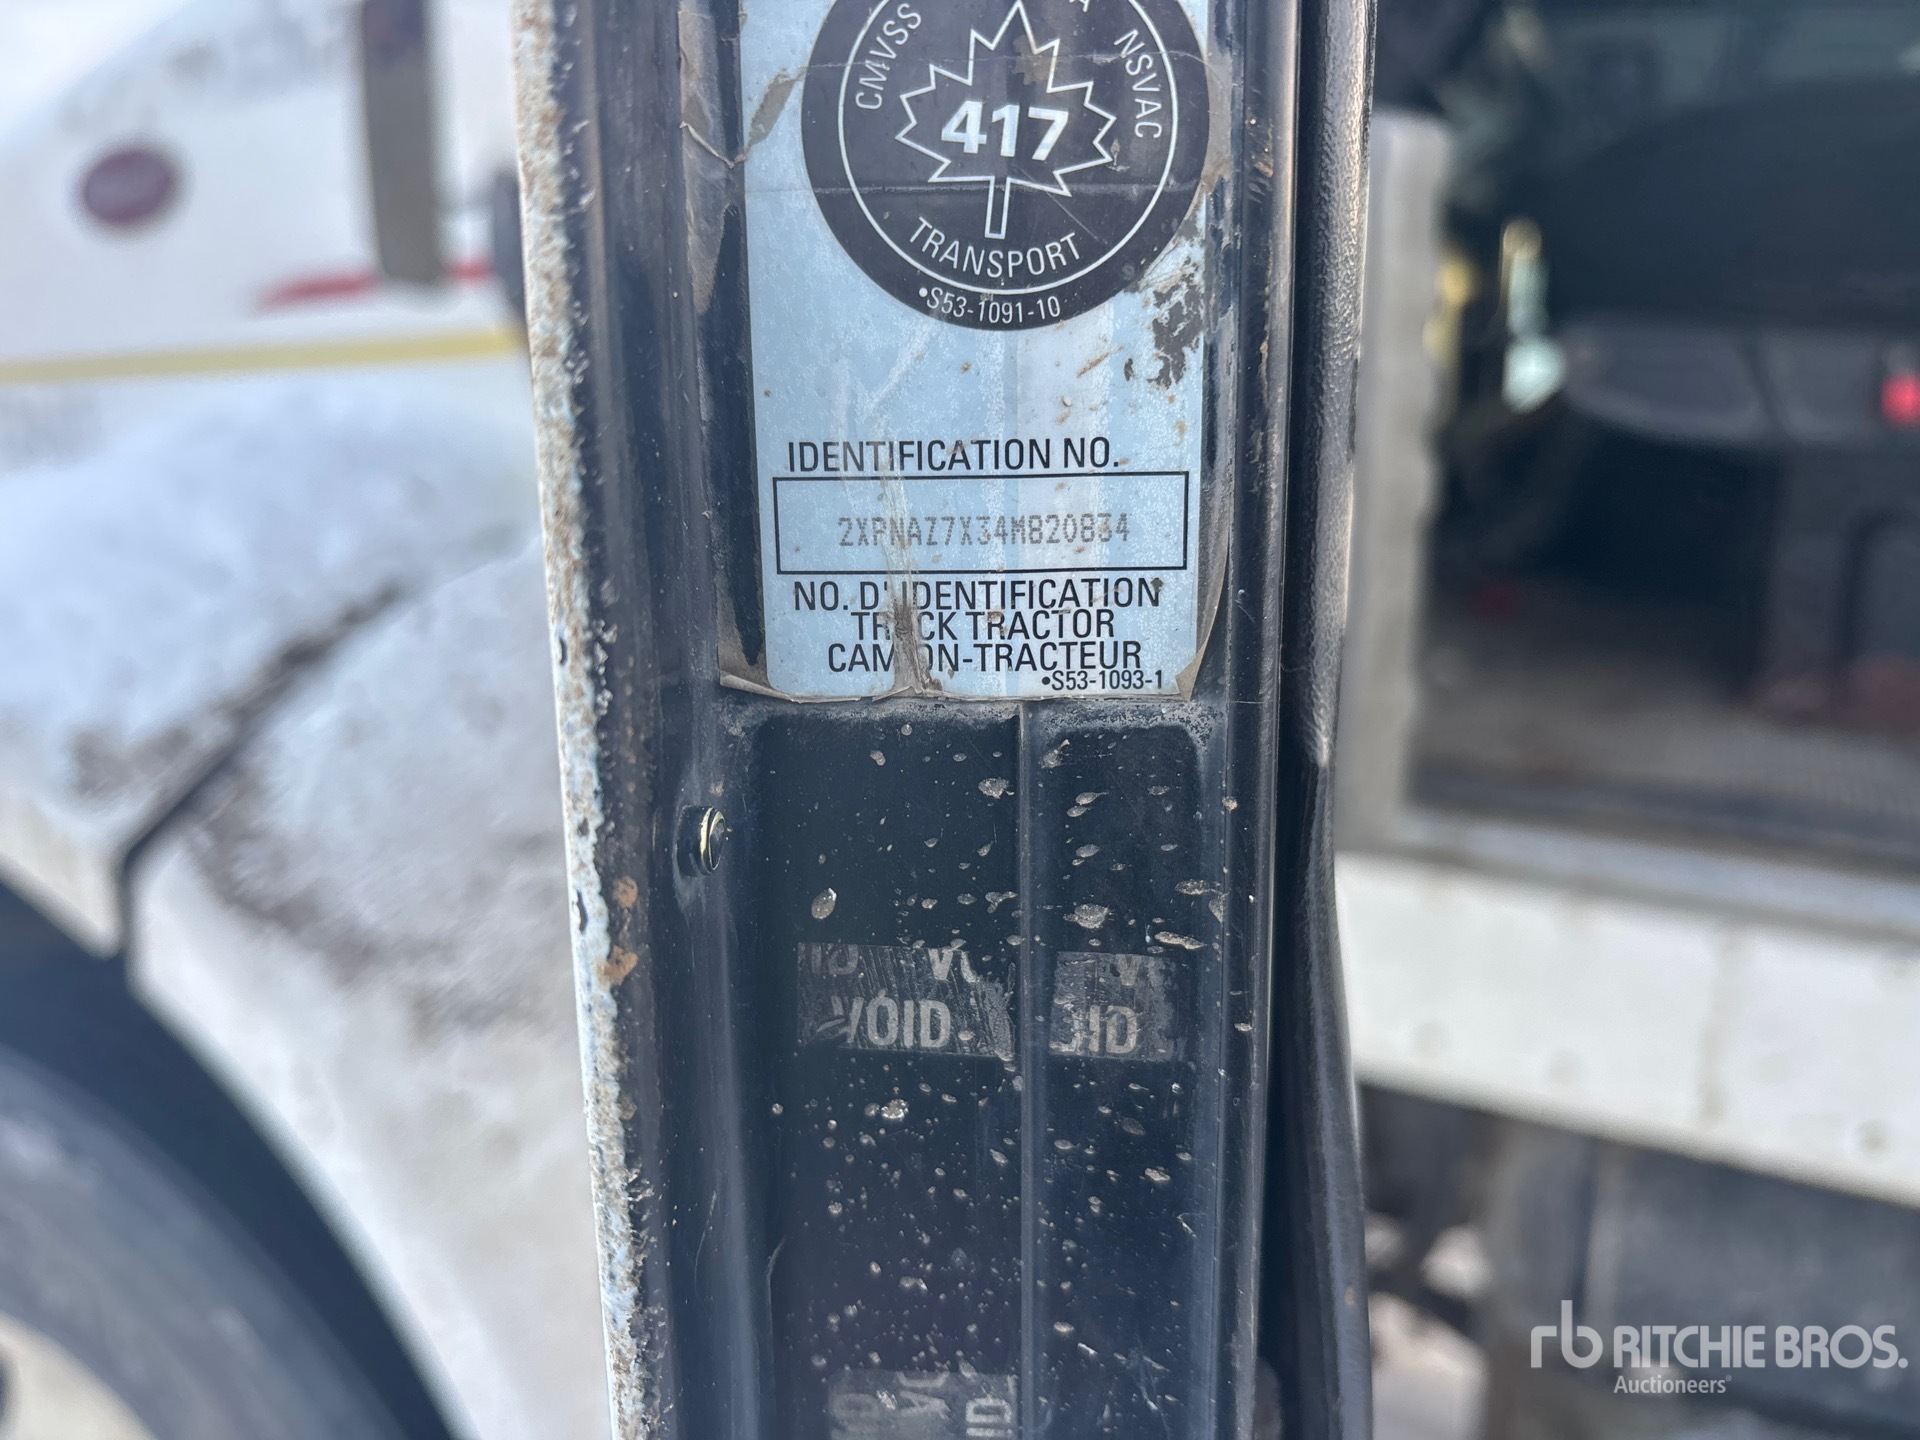 CMVSS
NSVAC
417
TRANSPORT
•S53-1091-10
IDENTIFICATION NO.
2XPNAZ7X34M820834
NO. D'IDENTIFICATION
TRUCK TRACTOR
CAMION-TRACTEUR
•S53-1093-1
VOID
rb RITCHIE BROS.
Auctioneers